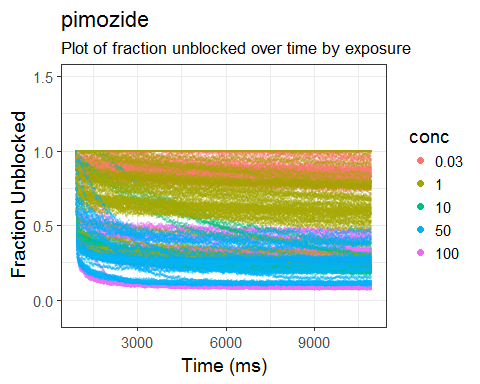 pimozide
Plot of fraction unblocked over time by exposure
Fraction Unblocked
1.5
1.0
0.5
0.0
3000 6000 9000
Time (ms)
conc
0.03
1
10
50
100